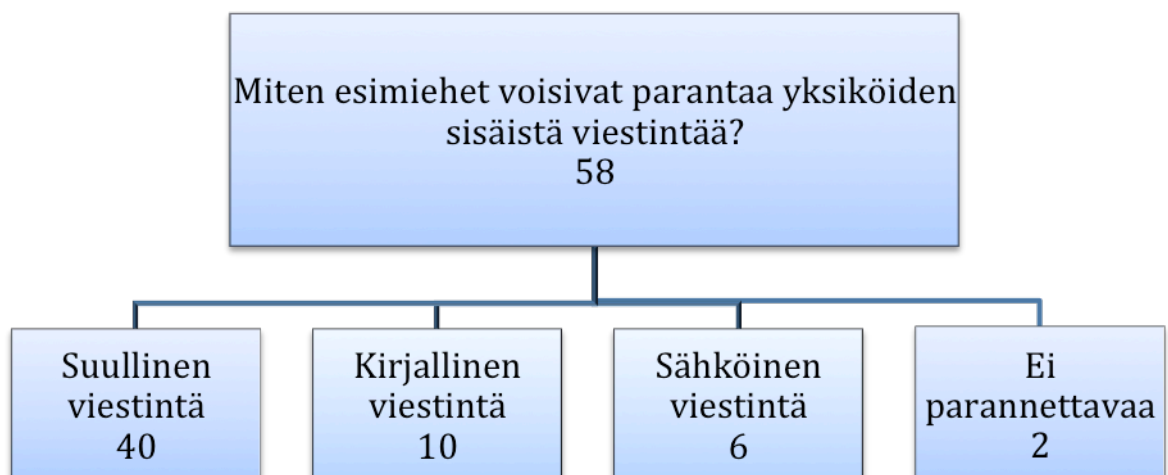 Miten esimiehet voisivat parantaa yksiköiden
sisäistä viestintää?
58
Suullinen
viestintä
40
Kirjallinen
viestintä
10
Sähköinen
viestintä
6
Ei
parannettavaa
2